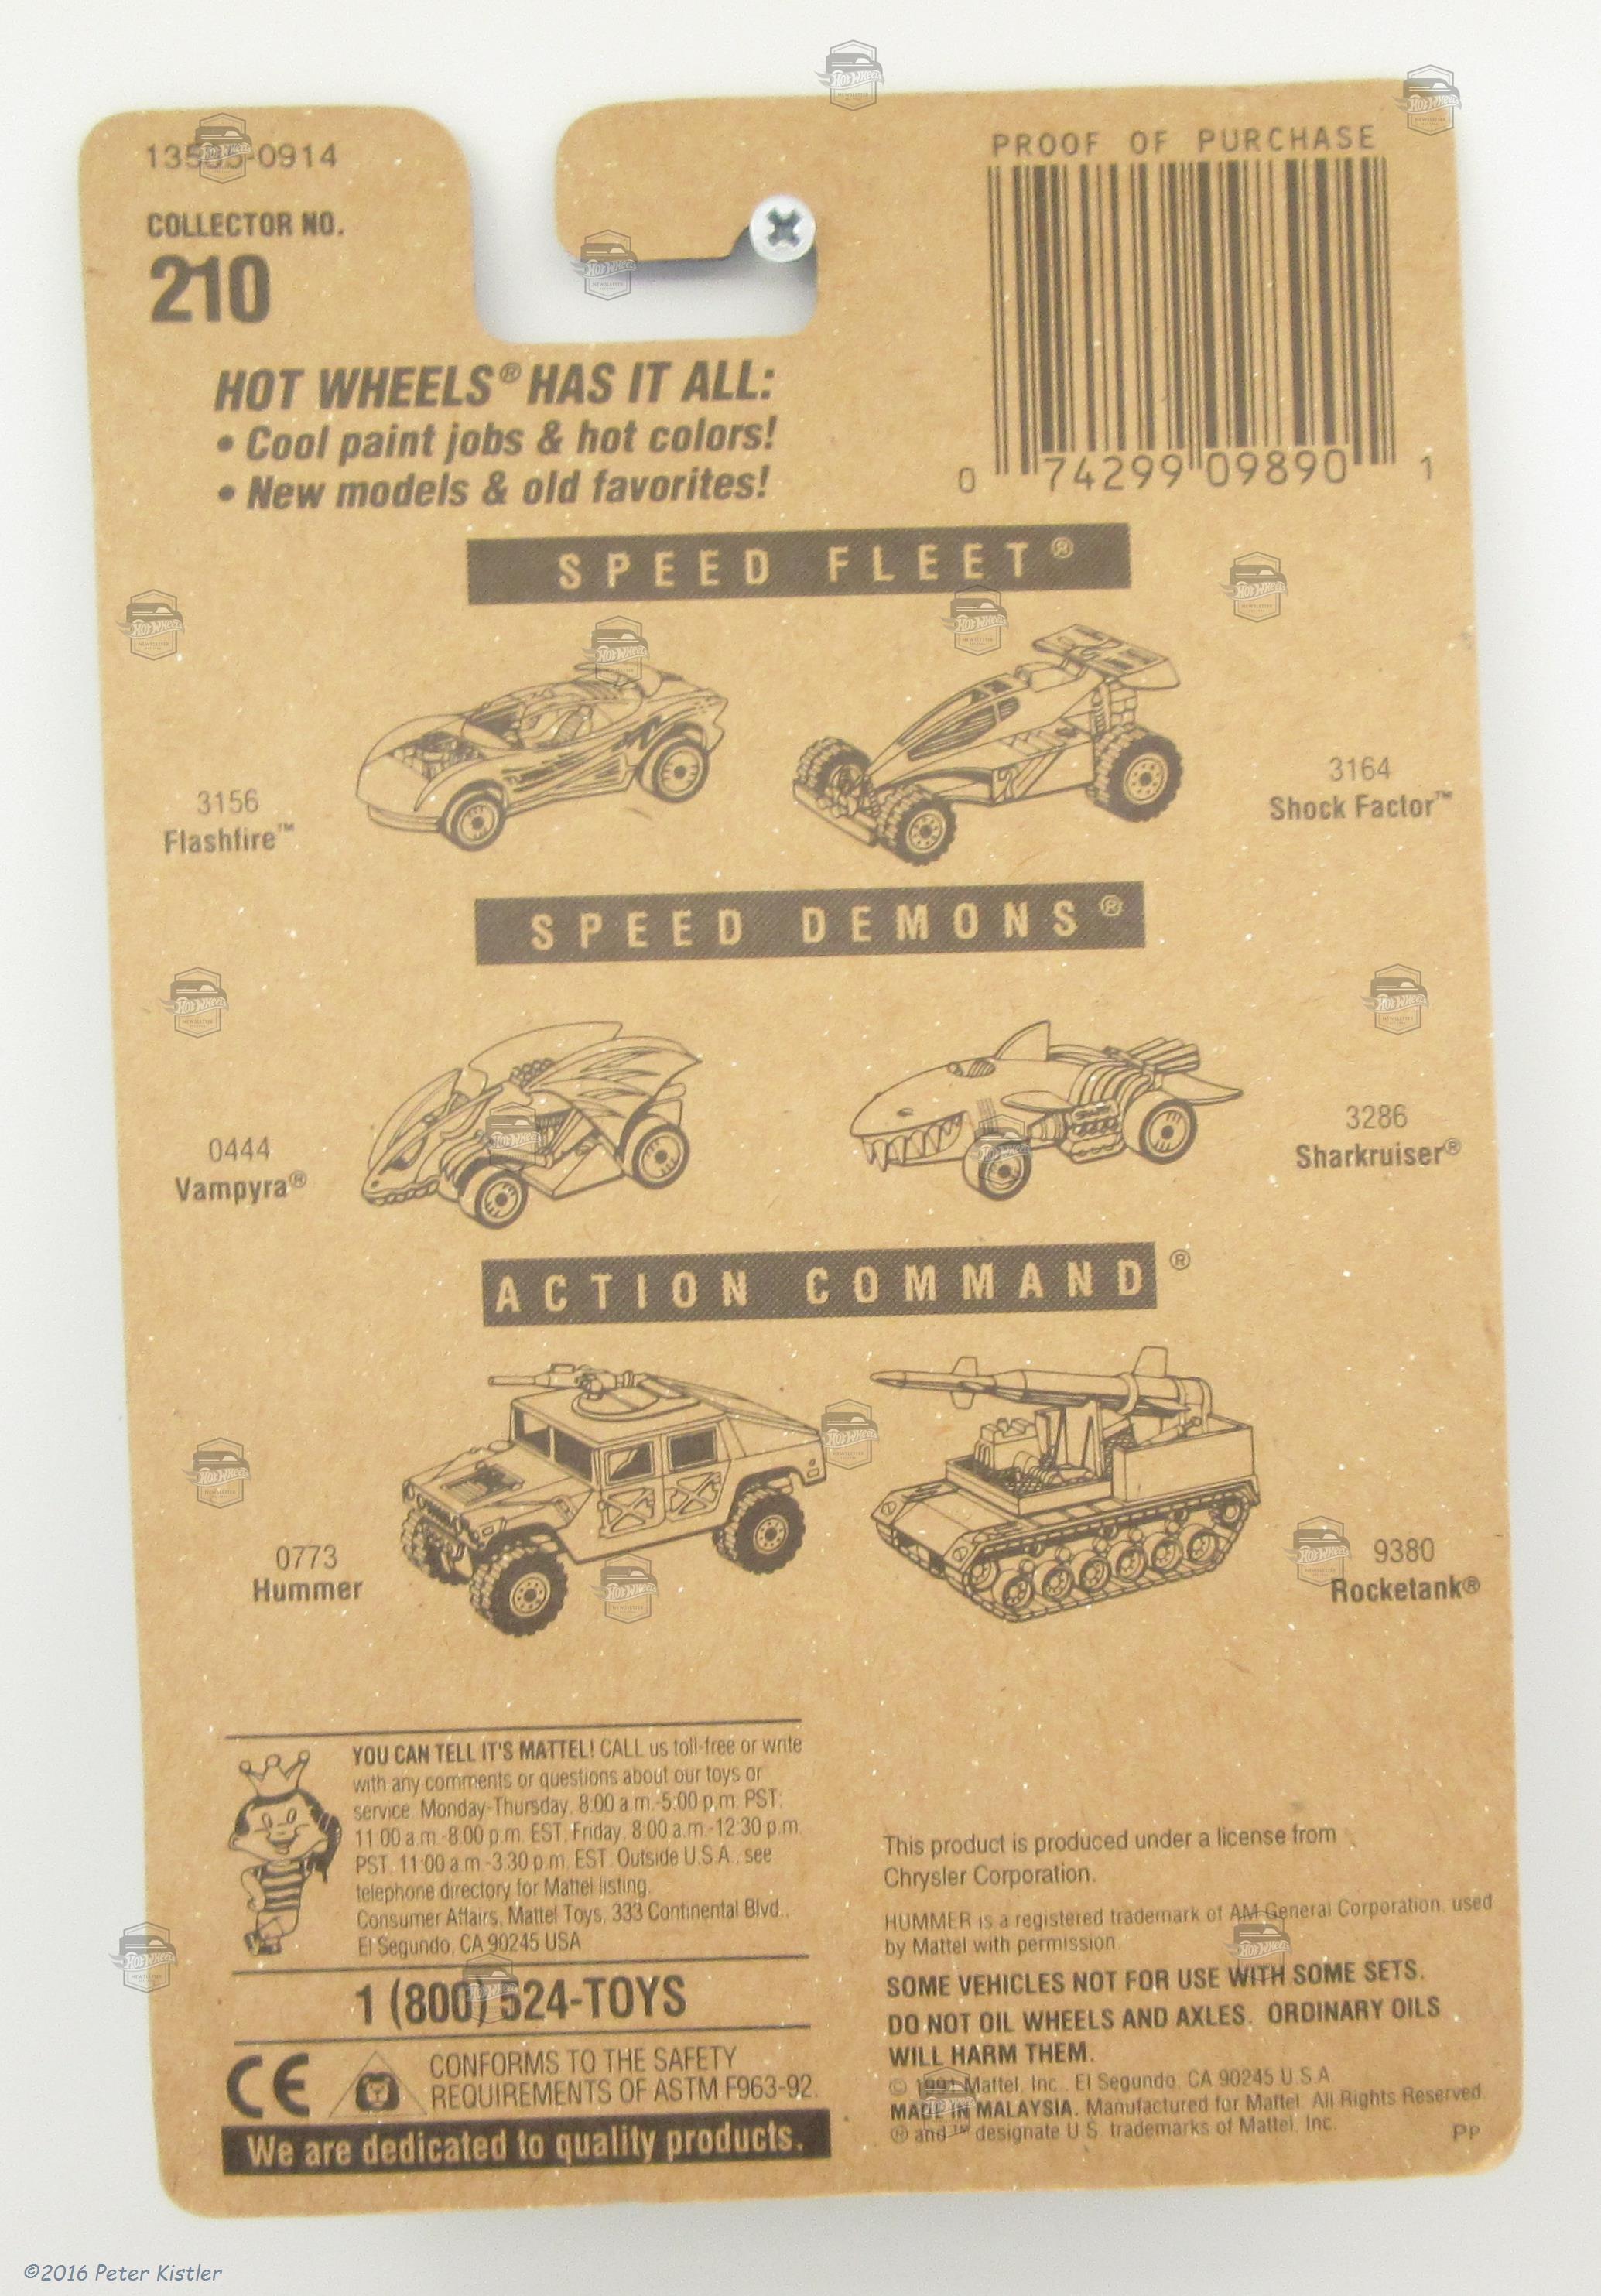 -0914
COLLECTOR NO.
210
PROOF OF PURCHASE
0 74299 09890 1
HOT WHEELS® HAS IT ALL:
• Cool paint jobs & hot colors!
• New models & old favorites!
SPEED FLEET®
3156
Flashfire™
3164
Shock Factor™
SPEED DEMONS®
0444
Vampyra®
3286
Sharkruiser®
ACTION COMMAND®
0773
Hummer
9380
Rocketank®
YOU CAN TELL IT'S MATTEL! CALL us toll-free or write
with any comments or questions about our toys or
service. Monday-Thursday, 8:00 a.m.-5:00 p.m. PST;
11:00 a.m.-8:00 p.m. EST, Friday, 8:00 a.m.-12:30 p.m.
PST, 11:00 a.m.-3:30 p.m. EST. Outside U.S.A., see
telephone directory for Mattel listing.
Consumer Affairs, Mattel Toys, 333 Continental Blvd.,
El Segundo, CA 90245 USA
1 (800) 524-TOYS
CE
CONFORMS TO THE SAFETY
REQUIREMENTS OF ASTM F963-92.
We are dedicated to quality products.
This product is produced under a license from
Chrysler Corporation.
HUMMER is a registered trademark of AM General Corporation, used
by Mattel with permission
SOME VEHICLES NOT FOR USE WITH SOME SETS.
DO NOT OIL WHEELS AND AXLES. ORDINARY OILS
WILL HARM THEM.
© Mattel, Inc. El Segundo, CA 90245 U.S.A
MADE IN MALAYSIA. Manufactured for Mattel. All Rights Reserved.
® and ™ designate U.S. trademarks of Mattel, Inc.
PP
©2016 Peter Kistler